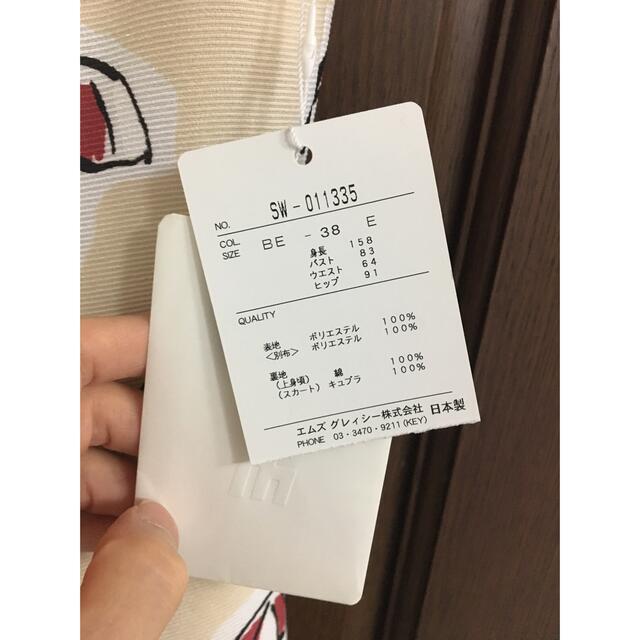 NO. SW-011335
COL. SIZE BE - 38 E
身長 158
バスト 83
ウエスト 64
ヒップ 91
QUALITY
表地 ポリエステル 100%
<別布> ポリエステル 100%
裏地
(上身頃) 綿 100%
(スカート) キュプラ 100%
エムズ グレィシー株式会社 日本製
PHONE 03・3470・9211(KEY)